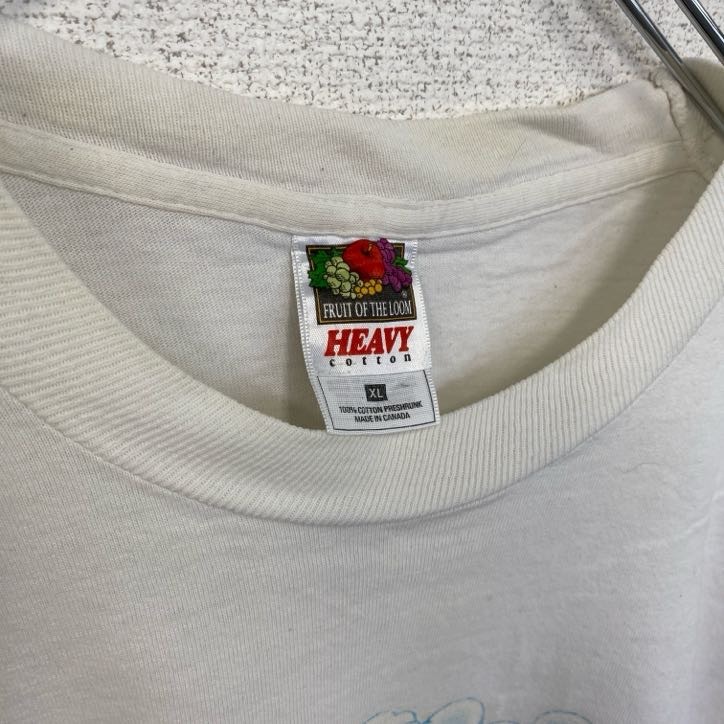 ®
FRUIT OF THE LOOM
HEAVY
cotton
XL
100% COTTON PRESHRUNK
MADE IN CANADA